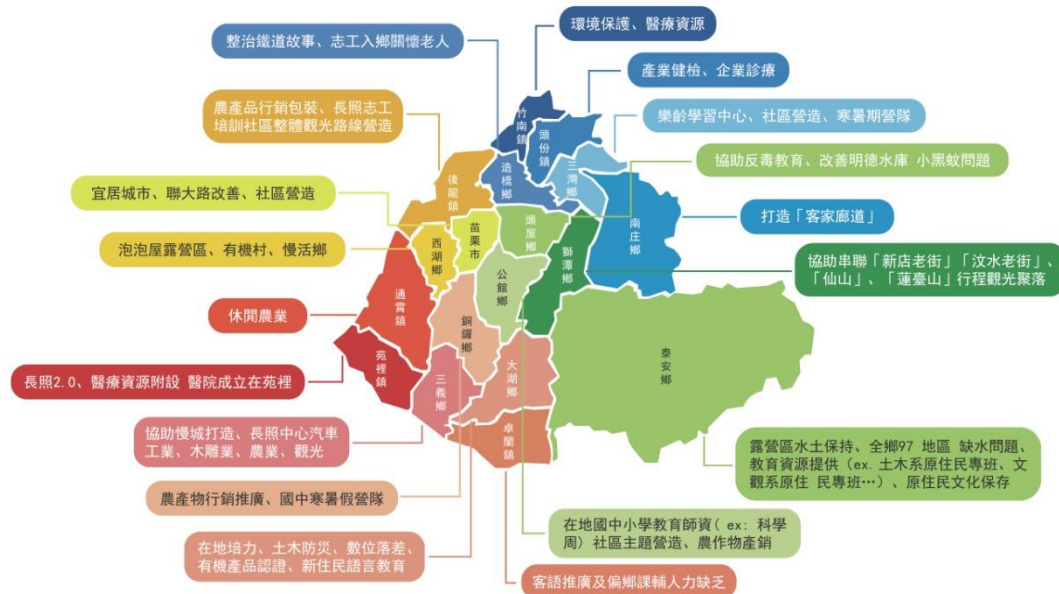 環境保護、醫療資源
整治鐵道故事、志工入鄉關懷老人
產業健檢、企業診療
農產品行銷包裝、長照志工
培訓社區整體觀光路線營造
樂齡學習中心、社區營造、寒暑期營隊
協助反毒教育、改善明德水庫 小黑蚊問題
宜居城市、聯大路改善、社區營造
打造「客家廊道」
泡泡屋露營區、有機村、慢活鄉
協助串聯「新店老街」「汶水老街」、
「仙山」、「蓮臺山」行程觀光聚落
休閒農業
長照2.0、醫療資源附設 醫院成立在苑裡
協助慢城打造、長照中心汽車
工業、木雕業、農業、觀光
露營區水土保持、全鄉97 地區 缺水問題、
教育資源提供（ex. 土木系原住民專班、文
觀系原住 民專班…）、原住民文化保存
農產物行銷推廣、國中寒暑假營隊
在地國中小學教育師資( ex: 科學
周) 社區主題營造、農作物產銷
在地培力、土木防災、數位落差、
有機產品認證、新住民語言教育
客語推廣及偏鄉課輔人力缺乏
竹南鎮
頭份鎮
造橋鄉
三灣鄉
後龍鎮
南庄鄉
苗栗市
頭屋鄉
西湖鄉
獅潭鄉
公館鄉
通霄鎮
銅鑼鄉
泰安鄉
苑裡鎮
三義鄉
大湖鄉
卓蘭鎮